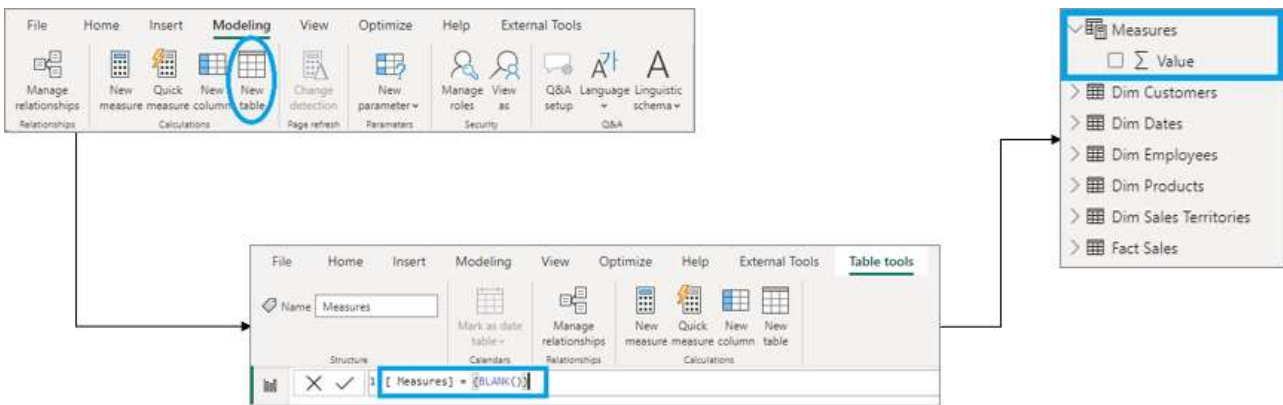 File Home Insert Modeling View Optimize Help External Tools
Manage relationships
New measure
Quick measure
New column
New table
Change detection
New parameter
Manage roles
View as
Q&A setup
Language
Linguistic schema
Relationships Calculations Page refresh Parameters Security Q&A
Measures
Σ Value
Dim Customers
Dim Dates
Dim Employees
Dim Products
Dim Sales Territories
Fact Sales
File Home Insert Modeling View Optimize Help External Tools Table tools
Name Measures
Mark as date table
Manage relationships
New measure
Quick measure
New column
New table
Structure Calendars Relationships Calculations
1 [ Measures] = {BLANK()}